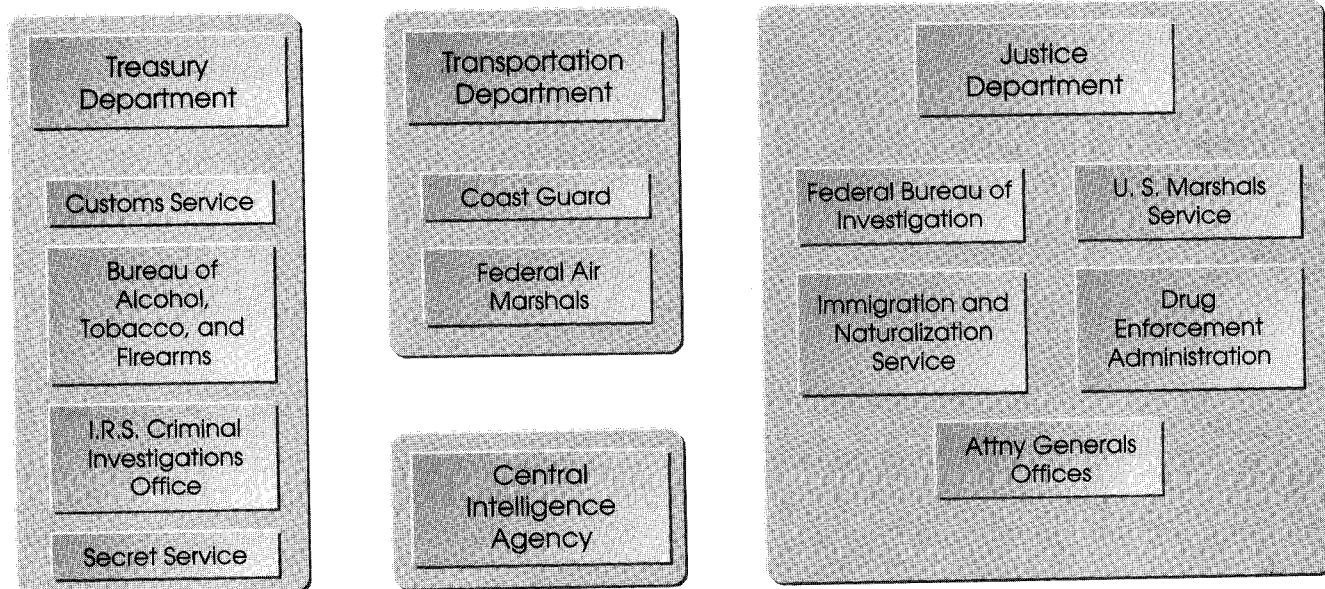 Treasury
Department
Customs Service
Bureau of
Alcohol,
Tobacco, and
Firearms
I.R.S. Criminal
Investigations
Office
Secret Service
Transportation
Department
Coast Guard
Federal Air
Marshals
Central
Intelligence
Agency
Justice
Department
Federal Bureau of
Investigation
U. S. Marshals
Service
Immigration and
Naturalization
Service
Drug
Enforcement
Administration
Attny Generals
Offices